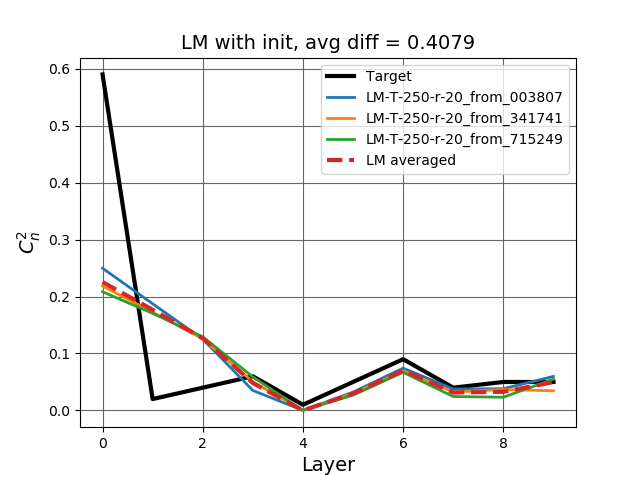 LM with init, avg diff = 0.4079
0.6
0.5
0.4
0.3
0.2
0.1
0.0
C_n^2
Target
LM-T-250-r-20_from_003807
LM-T-250-r-20_from_341741
LM-T-250-r-20_from_715249
LM averaged
0 2 4 6 8
Layer